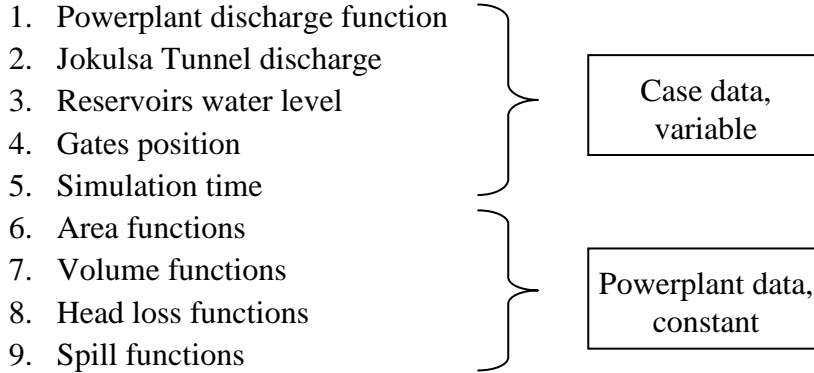 1. Powerplant discharge function
2. Jokulsa Tunnel discharge
3. Reservoirs water level
4. Gates position
5. Simulation time
6. Area functions
7. Volume functions
8. Head loss functions
9. Spill functions
Case data,
variable
Powerplant data,
constant